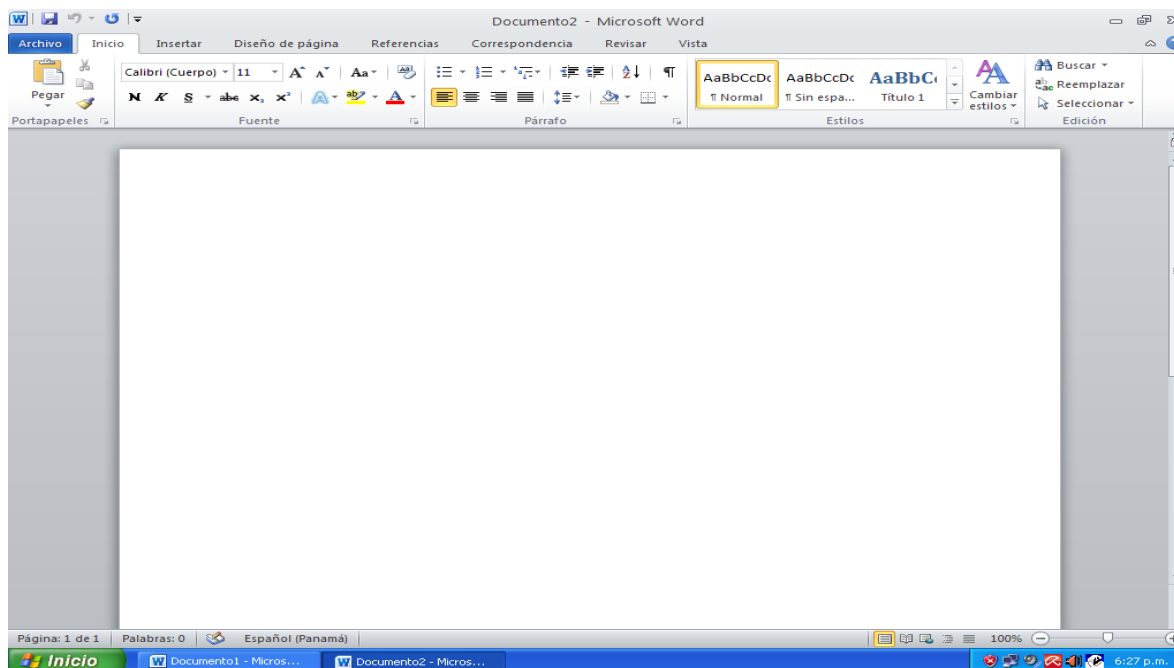 Documento2 - Microsoft Word
Archivo Inicio Insertar Diseño de página Referencias Correspondencia Revisar Vista
Calibri (Cuerpo) 11 Aa
Pegar
N K S abc x, x² ab A
AaBbCcDc AaBbCcDc AaBbC
¶ Normal ¶ Sin espa... Título 1
Cambiar estilos
Buscar
Reemplazar
Seleccionar
Portapapeles Fuente Párrafo Estilos Edición
Página: 1 de 1 Palabras: 0 Español (Panamá) 100%
Inicio Documento1 - Micros... Documento2 - Micros... 6:27 p.m.